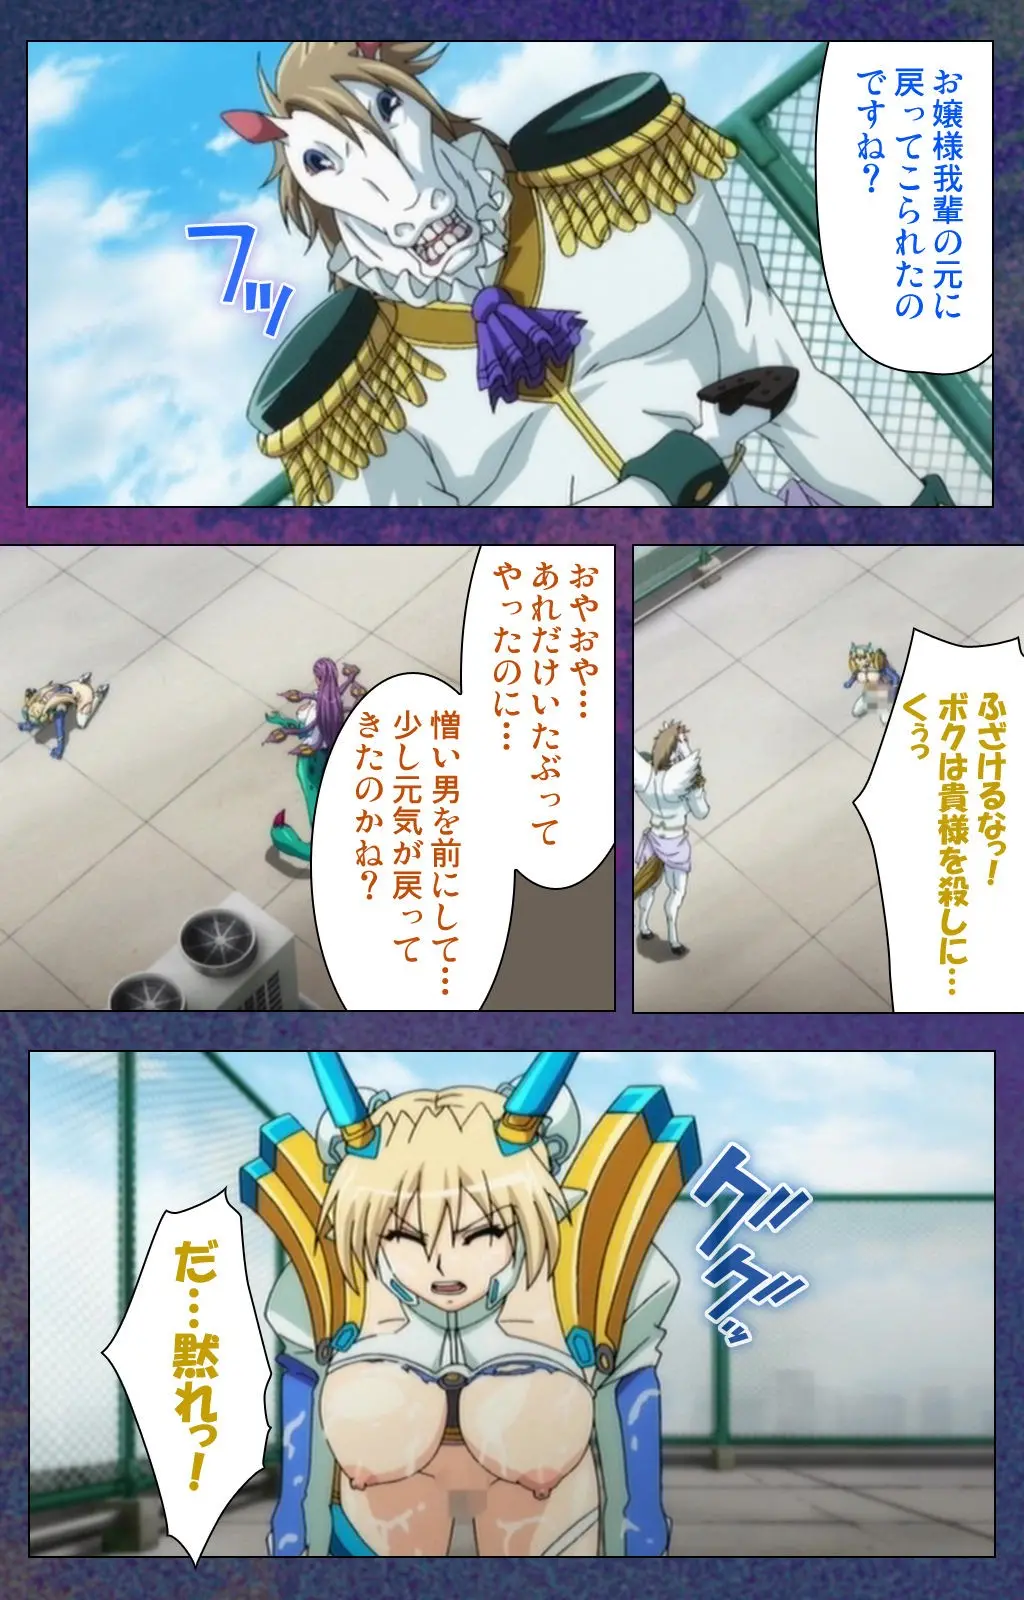 お嬢様我輩の元に
戻ってこられたの
ですね?
フッ
ふざけるなっ!
ボクは貴様を殺しに…
くぅっ
おやおや…
あれだけいたぶって
やったのに…
憎い男を前にして…
少し元気が戻って
きたのかね?
ググッ
だ…黙れっ!